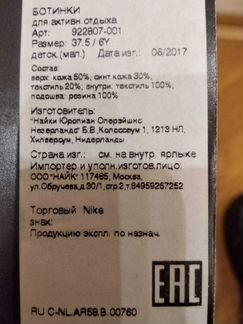 БОТИНКИ
для активн.отдыха
Арт: 922807-001
Размер: 37.5 / 6Y
детск.(мал.) Дата изг.: 06/2017
Состав:
верх: кожа 50%, синт.кожа 30%,
текстиль 20%, внутри: текстиль 100%,
подошва: резина 100%
Изготовитель:
"Найки Юропиан Оперэйшнс
Незерландс" Б.В, Колоссеум 1, 1213 НЛ,
Хилверсум, Нидерланды
Страна изг.: см. на внутр. ярлыке
Импортер и уполн.изготов.лицо:
ООО "НАЙК" 117485, Москва,
ул.Обручева,д.30/1,стр.2,т.84959267252
Торговый Nike
знак:
Продукцию экспл. по назнач.
EAC
RU C-NL.АЯ58.В.00760